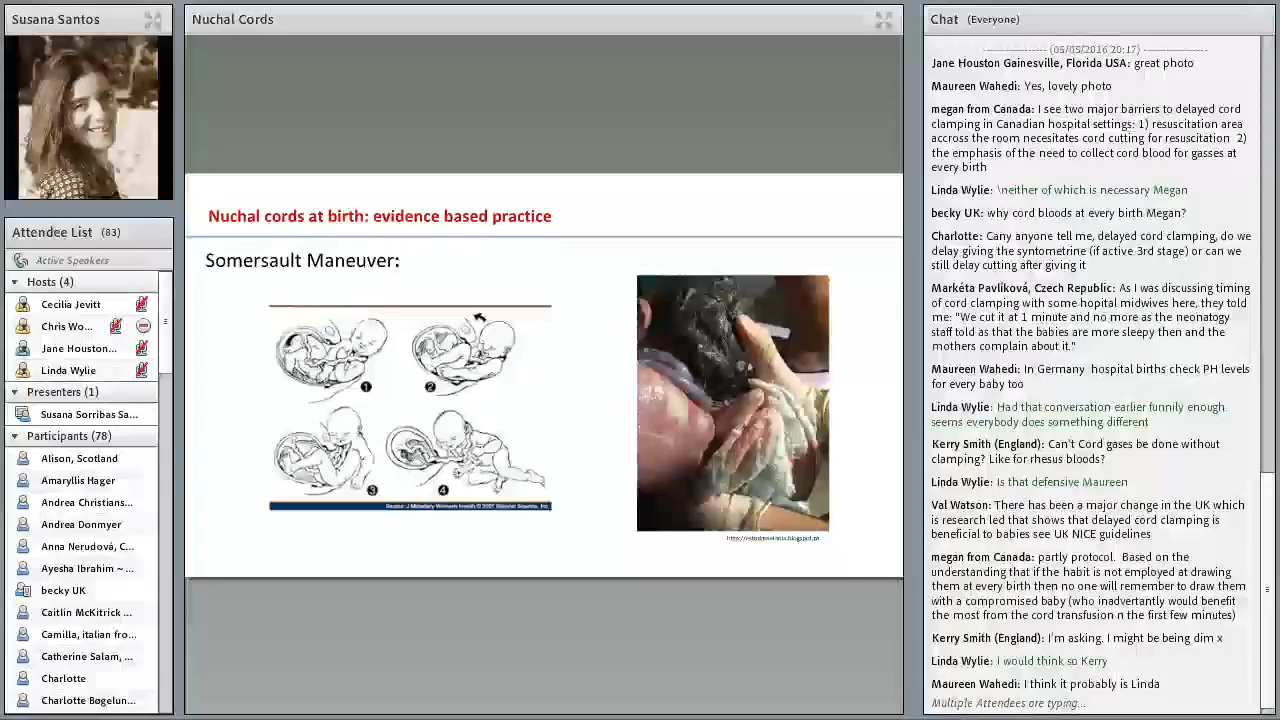 Susana Santos
Attendee List (83)
Active Speakers
Hosts (4)
Cecilia Jevitt
Chris Wo...
Jane Houston...
Linda Wylie
Presenters (1)
Susana Sorribas Sa...
Participants (78)
Alison, Scotland
Amaryllis Hager
Andrea Christians...
Andrea Donmyer
Anna Nerudová, C...
Ayesha Ibrahim ~ ...
becky UK
Caitlin McKitrick ...
Camilla, italian fro...
Catherine Salam, ...
Charlotte
Charlotte Bøgelun...
Nuchal Cords
Nuchal cords at birth: evidence based practice
Somersault Maneuver:
1
2
3
4
Chat (Everyone)
(05/05/2016 20:17)
Jane Houston Gainesville, Florida USA: great photo
Maureen Wahedi: Yes, lovely photo
megan from Canada: I see two major barriers to delayed cord
clamping in Canadian hospital settings: 1) resuscitation area
accross the room necesitates cord cutting for resuscitation 2)
the emphasis of the need to collect cord blood for gasses at
every birth
Linda Wylie: \neither of which is necessary Megan
becky UK: why cord bloods at every birth Megan?
Charlotte: Cany anyone tell me, delayed cord clamping, do we
delay giving the syntometrine (if active 3rd stage) or can we
still delay cutting after giving it
Markéta Pavlíková, Czech Republic: As I was discussing timing
of cord clamping with some hopital midwives here, they told
me: "We cut it at 1 minute and no more as the neonatogy
staff told as that the babies are more sleepy then and the
mothers complain about it."
Maureen Wahedi: In Germany hospital births check PH levels
for every baby too
Linda Wylie: Had that conversation earlier funnily enough.
seems everybody does something different
Kerry Smith (England): Can't Cord gases be done without
clamping? Like for rhesus bloods?
Linda Wylie: Is that defensive Maureen
Val Watson: There has been a major change in the UK which
is research led that shows that delayed cord clamping is
beneficial to babies see UK NICE guidelines
megan from Canada: partly protocol. Based on the
understanding that if the habit is not employed at drawing
them at every birth then no one will remember to draw them
with a compromised baby (who inadvertantly would benefit
the most from the cord transfusion n the first few minutes)
Kerry Smith (England): I'm asking. I might be being dim x
Linda Wylie: I would think so Kerry
Maureen Wahedi: I think it probably is Linda
Multiple Attendees are typing...